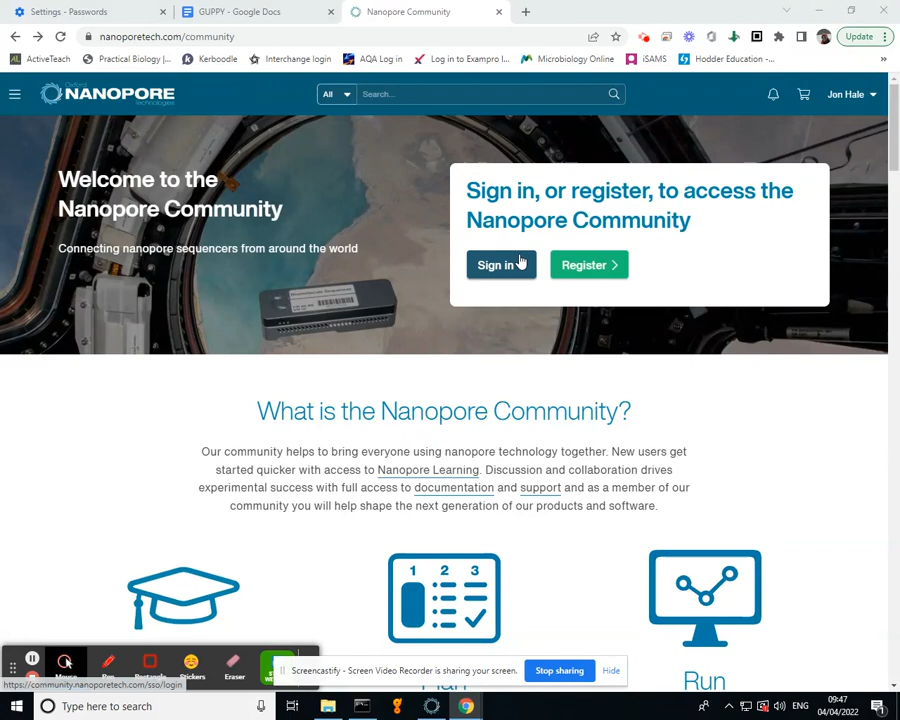 Settings - Passwords
GUPPY - Google Docs
Nanopore Community
nanoporetech.com/community
Update
ActiveTeach
Practical Biology |...
Kerboodle
Interchange login
AQA Log in
Log in to Exampro I...
Microbiology Online
iSAMS
Hodder Education -...
NANOPORE
Technologies
All
Search...
Jon Hale
Welcome to the
Nanopore Community
Connecting nanopore sequencers from around the world
Sign in, or register, to access the
Nanopore Community
Sign in
Register
What is the Nanopore Community?
Our community helps to bring everyone using nanopore technology together. New users get
started quicker with access to Nanopore Learning. Discussion and collaboration drives
experimental success with full access to documentation and support and as a member of our
community you will help shape the next generation of our products and software.
1 2 3
Plan
Run
Mouse
Pen
Rectangle
Stickers
Eraser
Screencastify - Screen Video Recorder is sharing your screen.
Stop sharing
Hide
https://community.nanoporetech.com/sso/login
Type here to search
ENG
09:47
04/04/2022
1